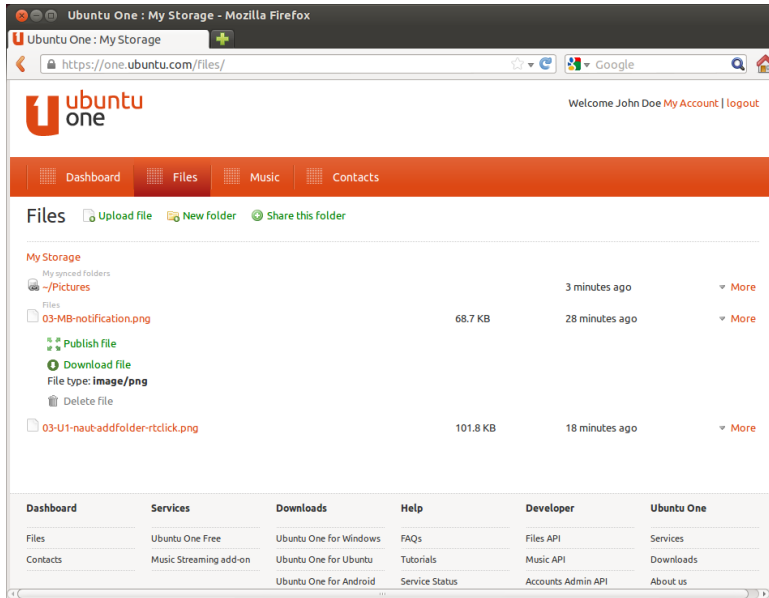 Ubuntu One : My Storage - Mozilla Firefox
Ubuntu One : My Storage
https://one.ubuntu.com/files/
Google
ubuntu
one
Welcome John Doe My Account | logout
Dashboard Files Music Contacts
Files Upload file New folder Share this folder
My Storage
My synced folders
~/Pictures 3 minutes ago More
Files
03-MB-notification.png 68.7 KB 28 minutes ago More
Publish file
Download file
File type: image/png
Delete file
03-U1-naut-addfolder-rtclick.png 101.8 KB 18 minutes ago More
Dashboard Services Downloads Help Developer Ubuntu One
Files Ubuntu One Free Ubuntu One for Windows FAQs Files API Services
Contacts Music Streaming add-on Ubuntu One for Ubuntu Tutorials Music API Downloads
Ubuntu One for Android Service Status Accounts Admin API About us